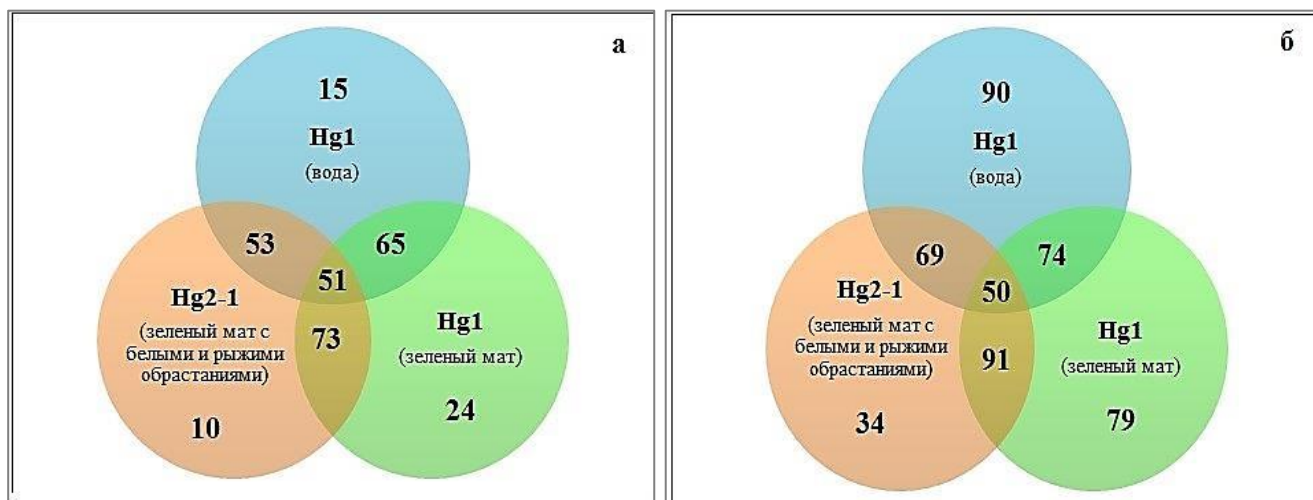 а
15
Hg1
(вода)
53
65
51
Hg2-1
(зеленый мат с
белыми и рыжими
обрастаниями)
73
Hg1
(зеленый мат)
10
24
б
90
Hg1
(вода)
69
74
50
Hg2-1
(зеленый мат с
белыми и рыжими
обрастаниями)
91
Hg1
(зеленый мат)
34
79